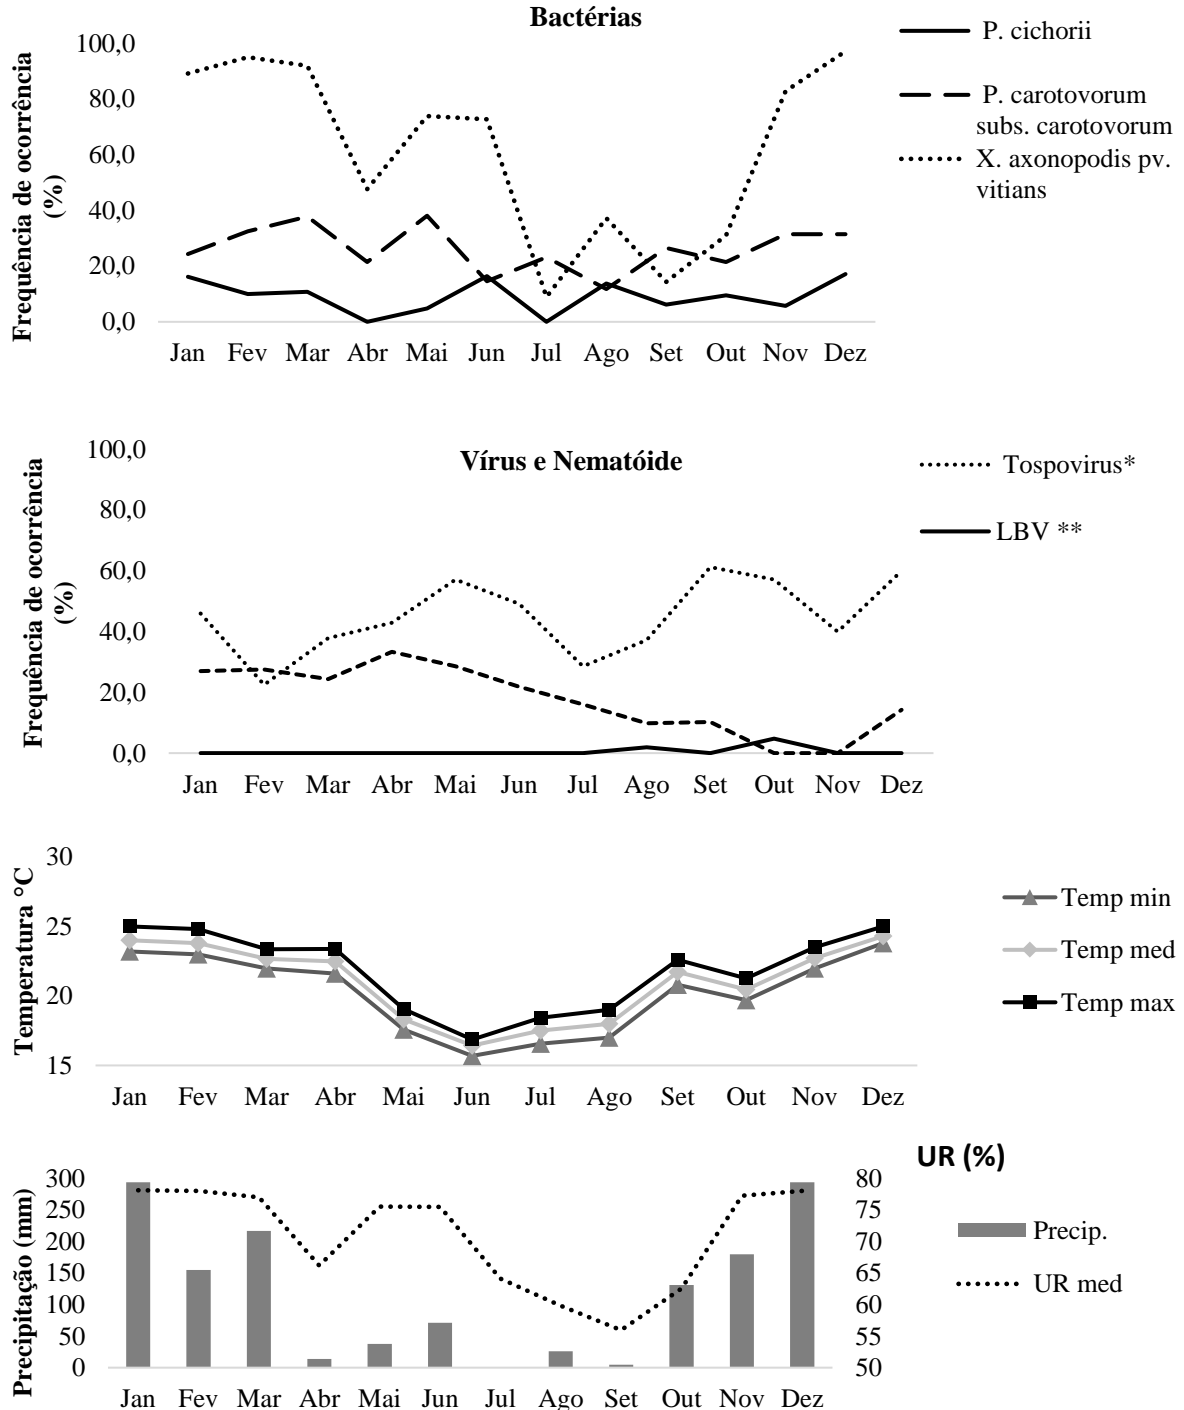 Bactérias
Frequência de ocorrência
(%)
100,0
80,0
60,0
40,0
20,0
0,0
Jan Fev Mar Abr Mai Jun Jul Ago Set Out Nov Dez
P. cichorii
P. carotovorum
subs. carotovorum
X. axonopodis pv.
vitians
Vírus e Nematóide
Frequência de ocorrência
(%)
100,0
80,0
60,0
40,0
20,0
0,0
Jan Fev Mar Abr Mai Jun Jul Ago Set Out Nov Dez
Tospovirus*
LBV **
Temperatura °C
30
25
20
15
Jan Fev Mar Abr Mai Jun Jul Ago Set Out Nov Dez
Temp min
Temp med
Temp max
UR (%)
Precipitação (mm)
300
250
200
150
100
50
0
80
75
70
65
60
55
50
Jan Fev Mar Abr Mai Jun Jul Ago Set Out Nov Dez
Precip.
UR med